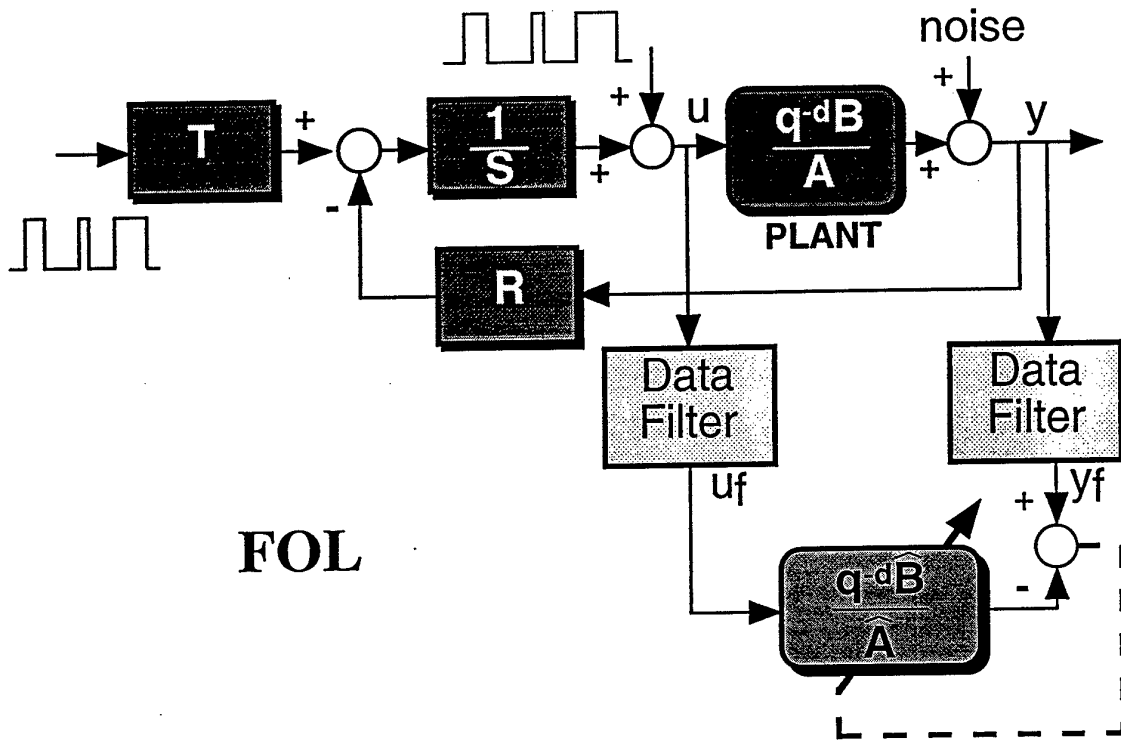 noise
+
+
T
+
1
S
+
u
q-dB
A
+
y
-
PLANT
R
Data
Filter
Data
Filter
uf
yf
+
FOL
q-dB̂
Â
-